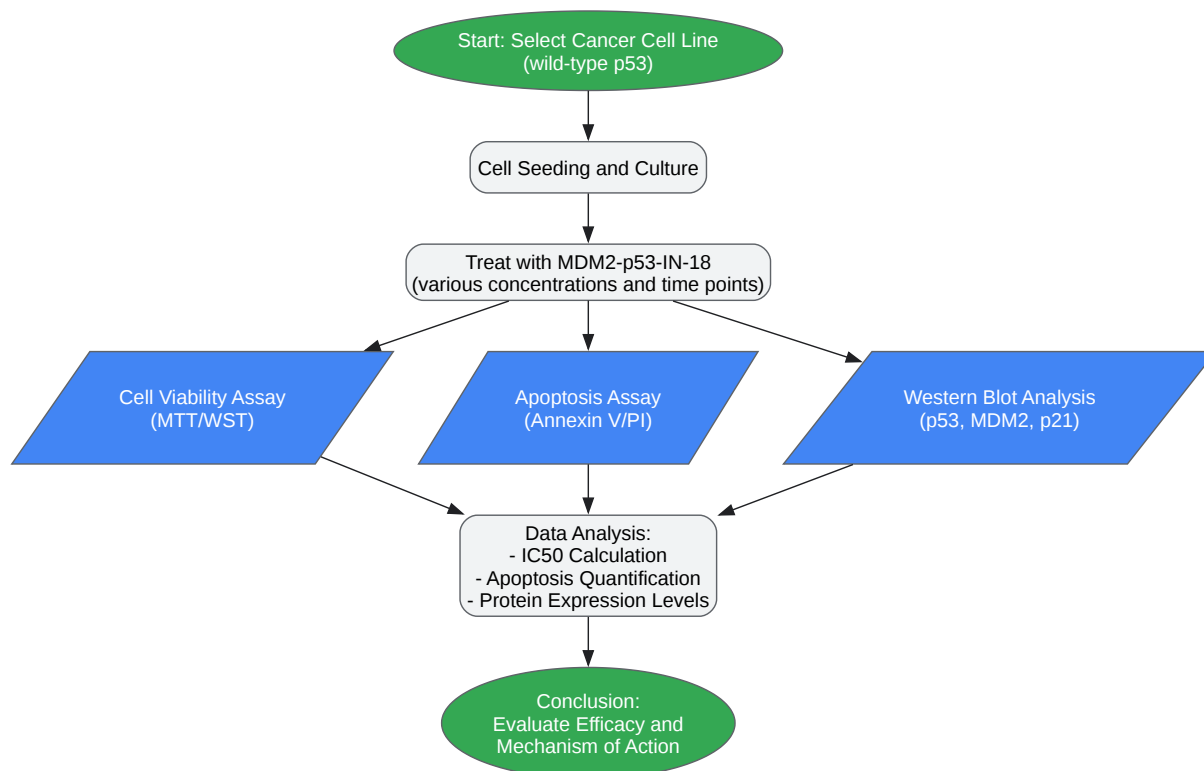 Start: Select Cancer Cell Line
(wild-type p53)
Cell Seeding and Culture
Treat with MDM2-p53-IN-18
(various concentrations and time points)
Cell Viability Assay
(MTT/WST)
Apoptosis Assay
(Annexin V/PI)
Western Blot Analysis
(p53, MDM2, p21)
Data Analysis:
- IC50 Calculation
- Apoptosis Quantification
- Protein Expression Levels
Conclusion:
Evaluate Efficacy and
Mechanism of Action